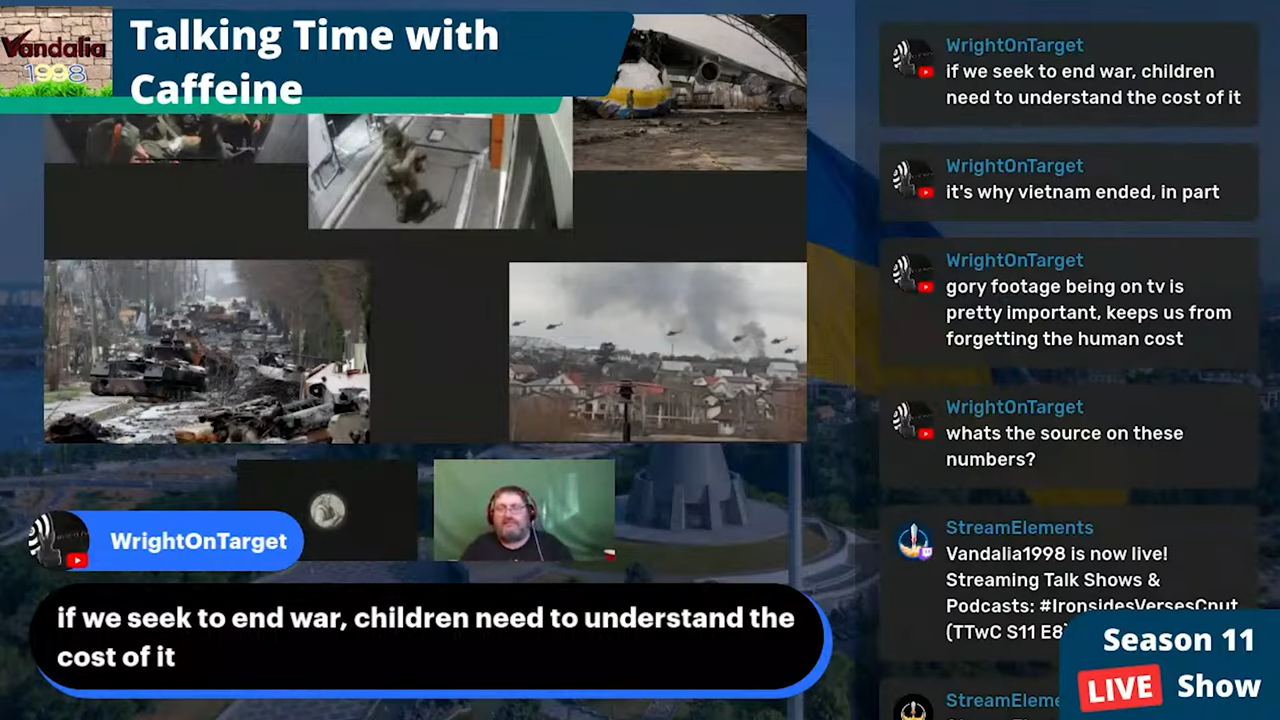 Vandalia
1998
Talking Time with
Caffeine
WrightOnTarget
if we seek to end war, children need to understand the
cost of it
WrightOnTarget
if we seek to end war, children
need to understand the cost of it
WrightOnTarget
it's why vietnam ended, in part
WrightOnTarget
gory footage being on tv is
pretty important, keeps us from
forgetting the human cost
WrightOnTarget
whats the source on these
numbers?
StreamElements
Vandalia1998 is now live!
Streaming Talk Shows &
Podcasts: #IronsidesVersesCnut
(TTwC S11 E8
StreamEleme
Season 11
LIVE Show